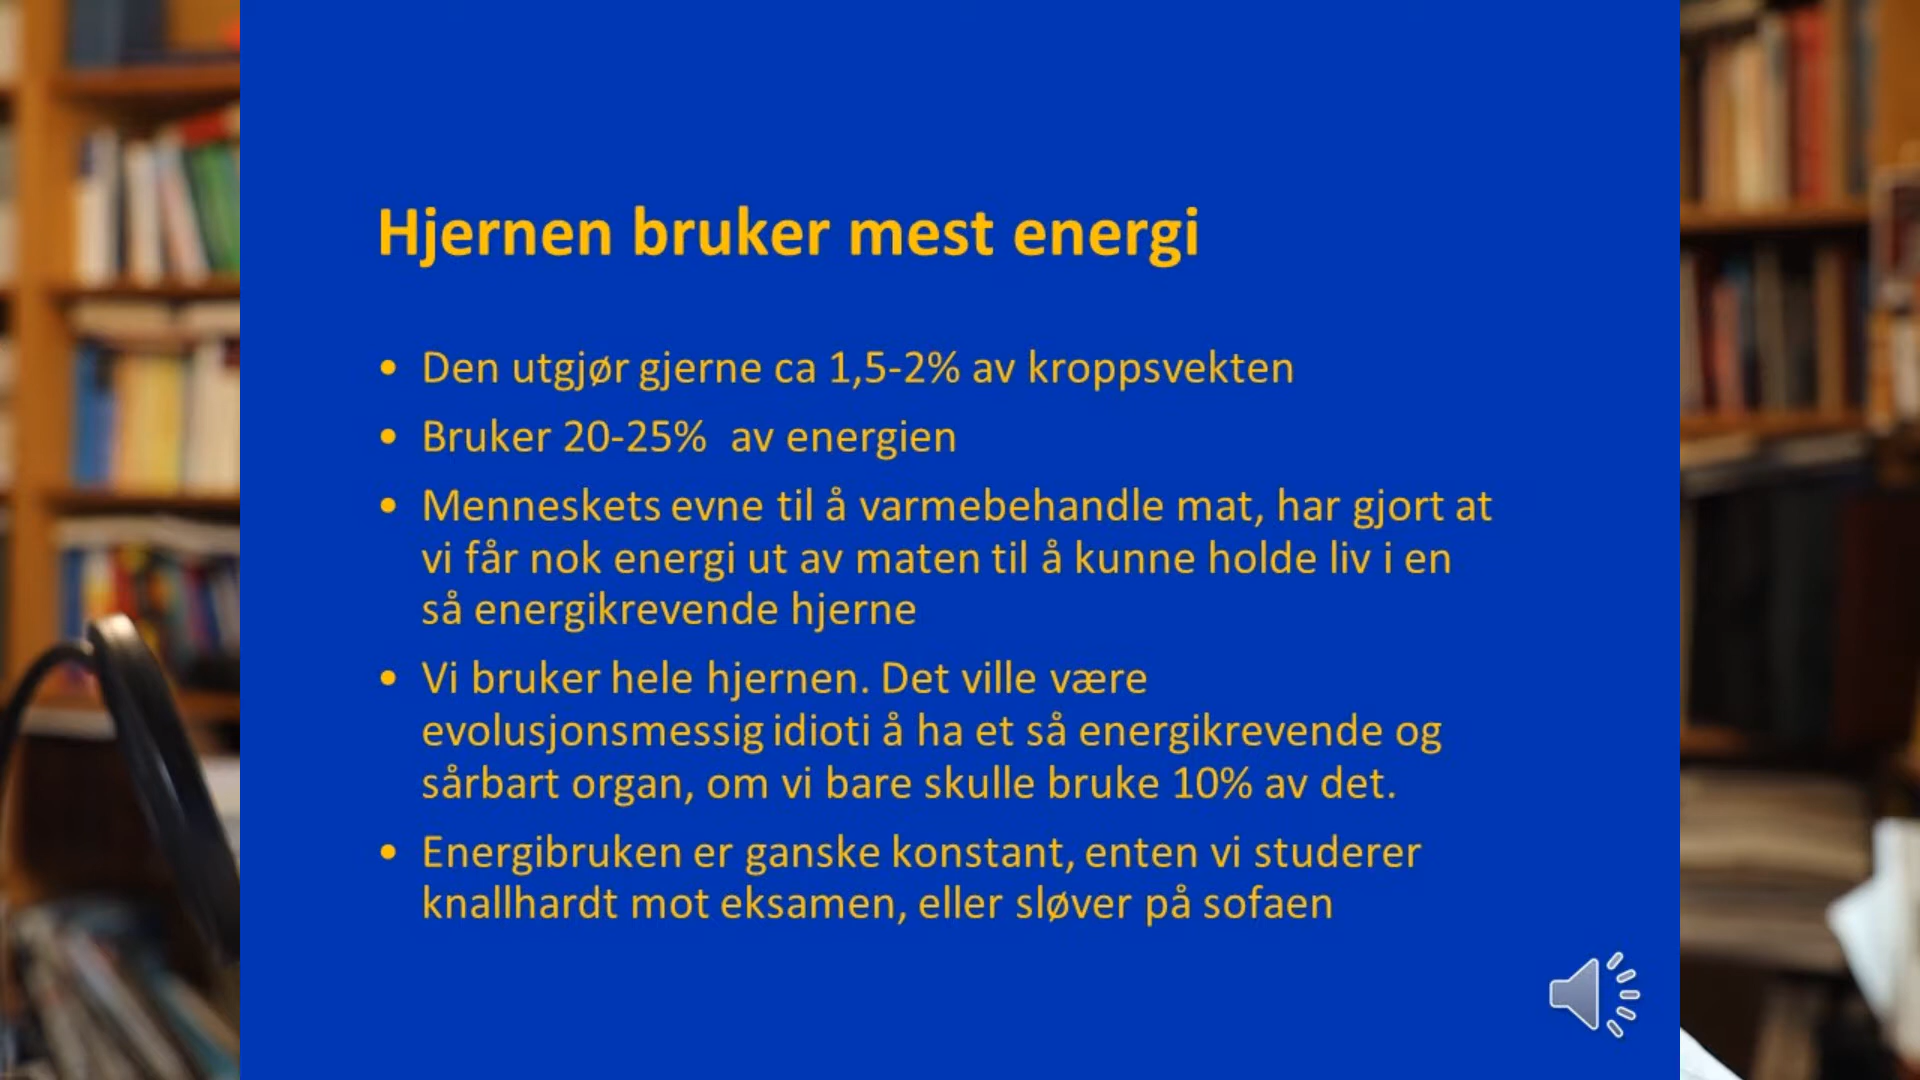 Hjernen bruker mest energi
• Den utgjør gjerne ca 1,5-2% av kroppsvekten
• Bruker 20-25%  av energien
• Menneskets evne til å varmebehandle mat, har gjort at
vi får nok energi ut av maten til å kunne holde liv i en
så energikrevende hjerne
• Vi bruker hele hjernen. Det ville være
evolusjonsmessig idioti å ha et så energikrevende og
sårbart organ, om vi bare skulle bruke 10% av det.
• Energibruken er ganske konstant, enten vi studerer
knallhardt mot eksamen, eller sløver på sofaen